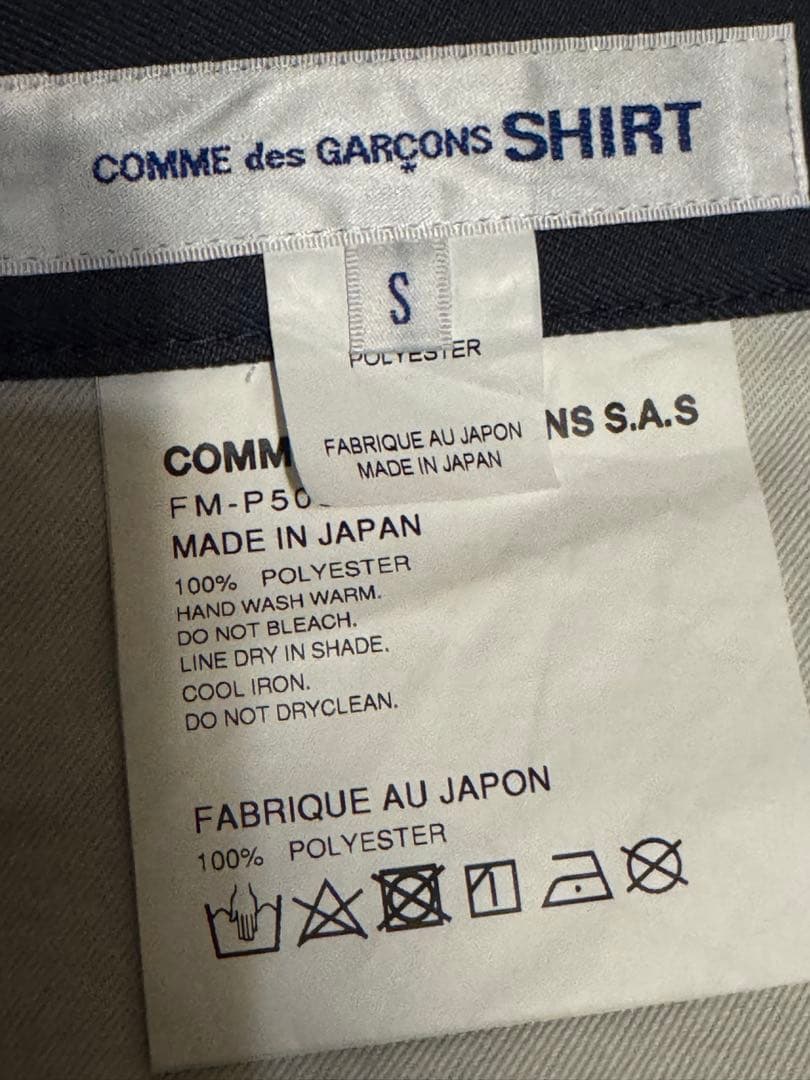 COMME des GARÇONS SHIRT
S
POLYESTER
FABRIQUE AU JAPON
MADE IN JAPAN
COMM NS S.A.S
FM-P50
MADE IN JAPAN
100% POLYESTER
HAND WASH WARM.
DO NOT BLEACH.
LINE DRY IN SHADE.
COOL IRON.
DO NOT DRYCLEAN.
FABRIQUE AU JAPON
100% POLYESTER